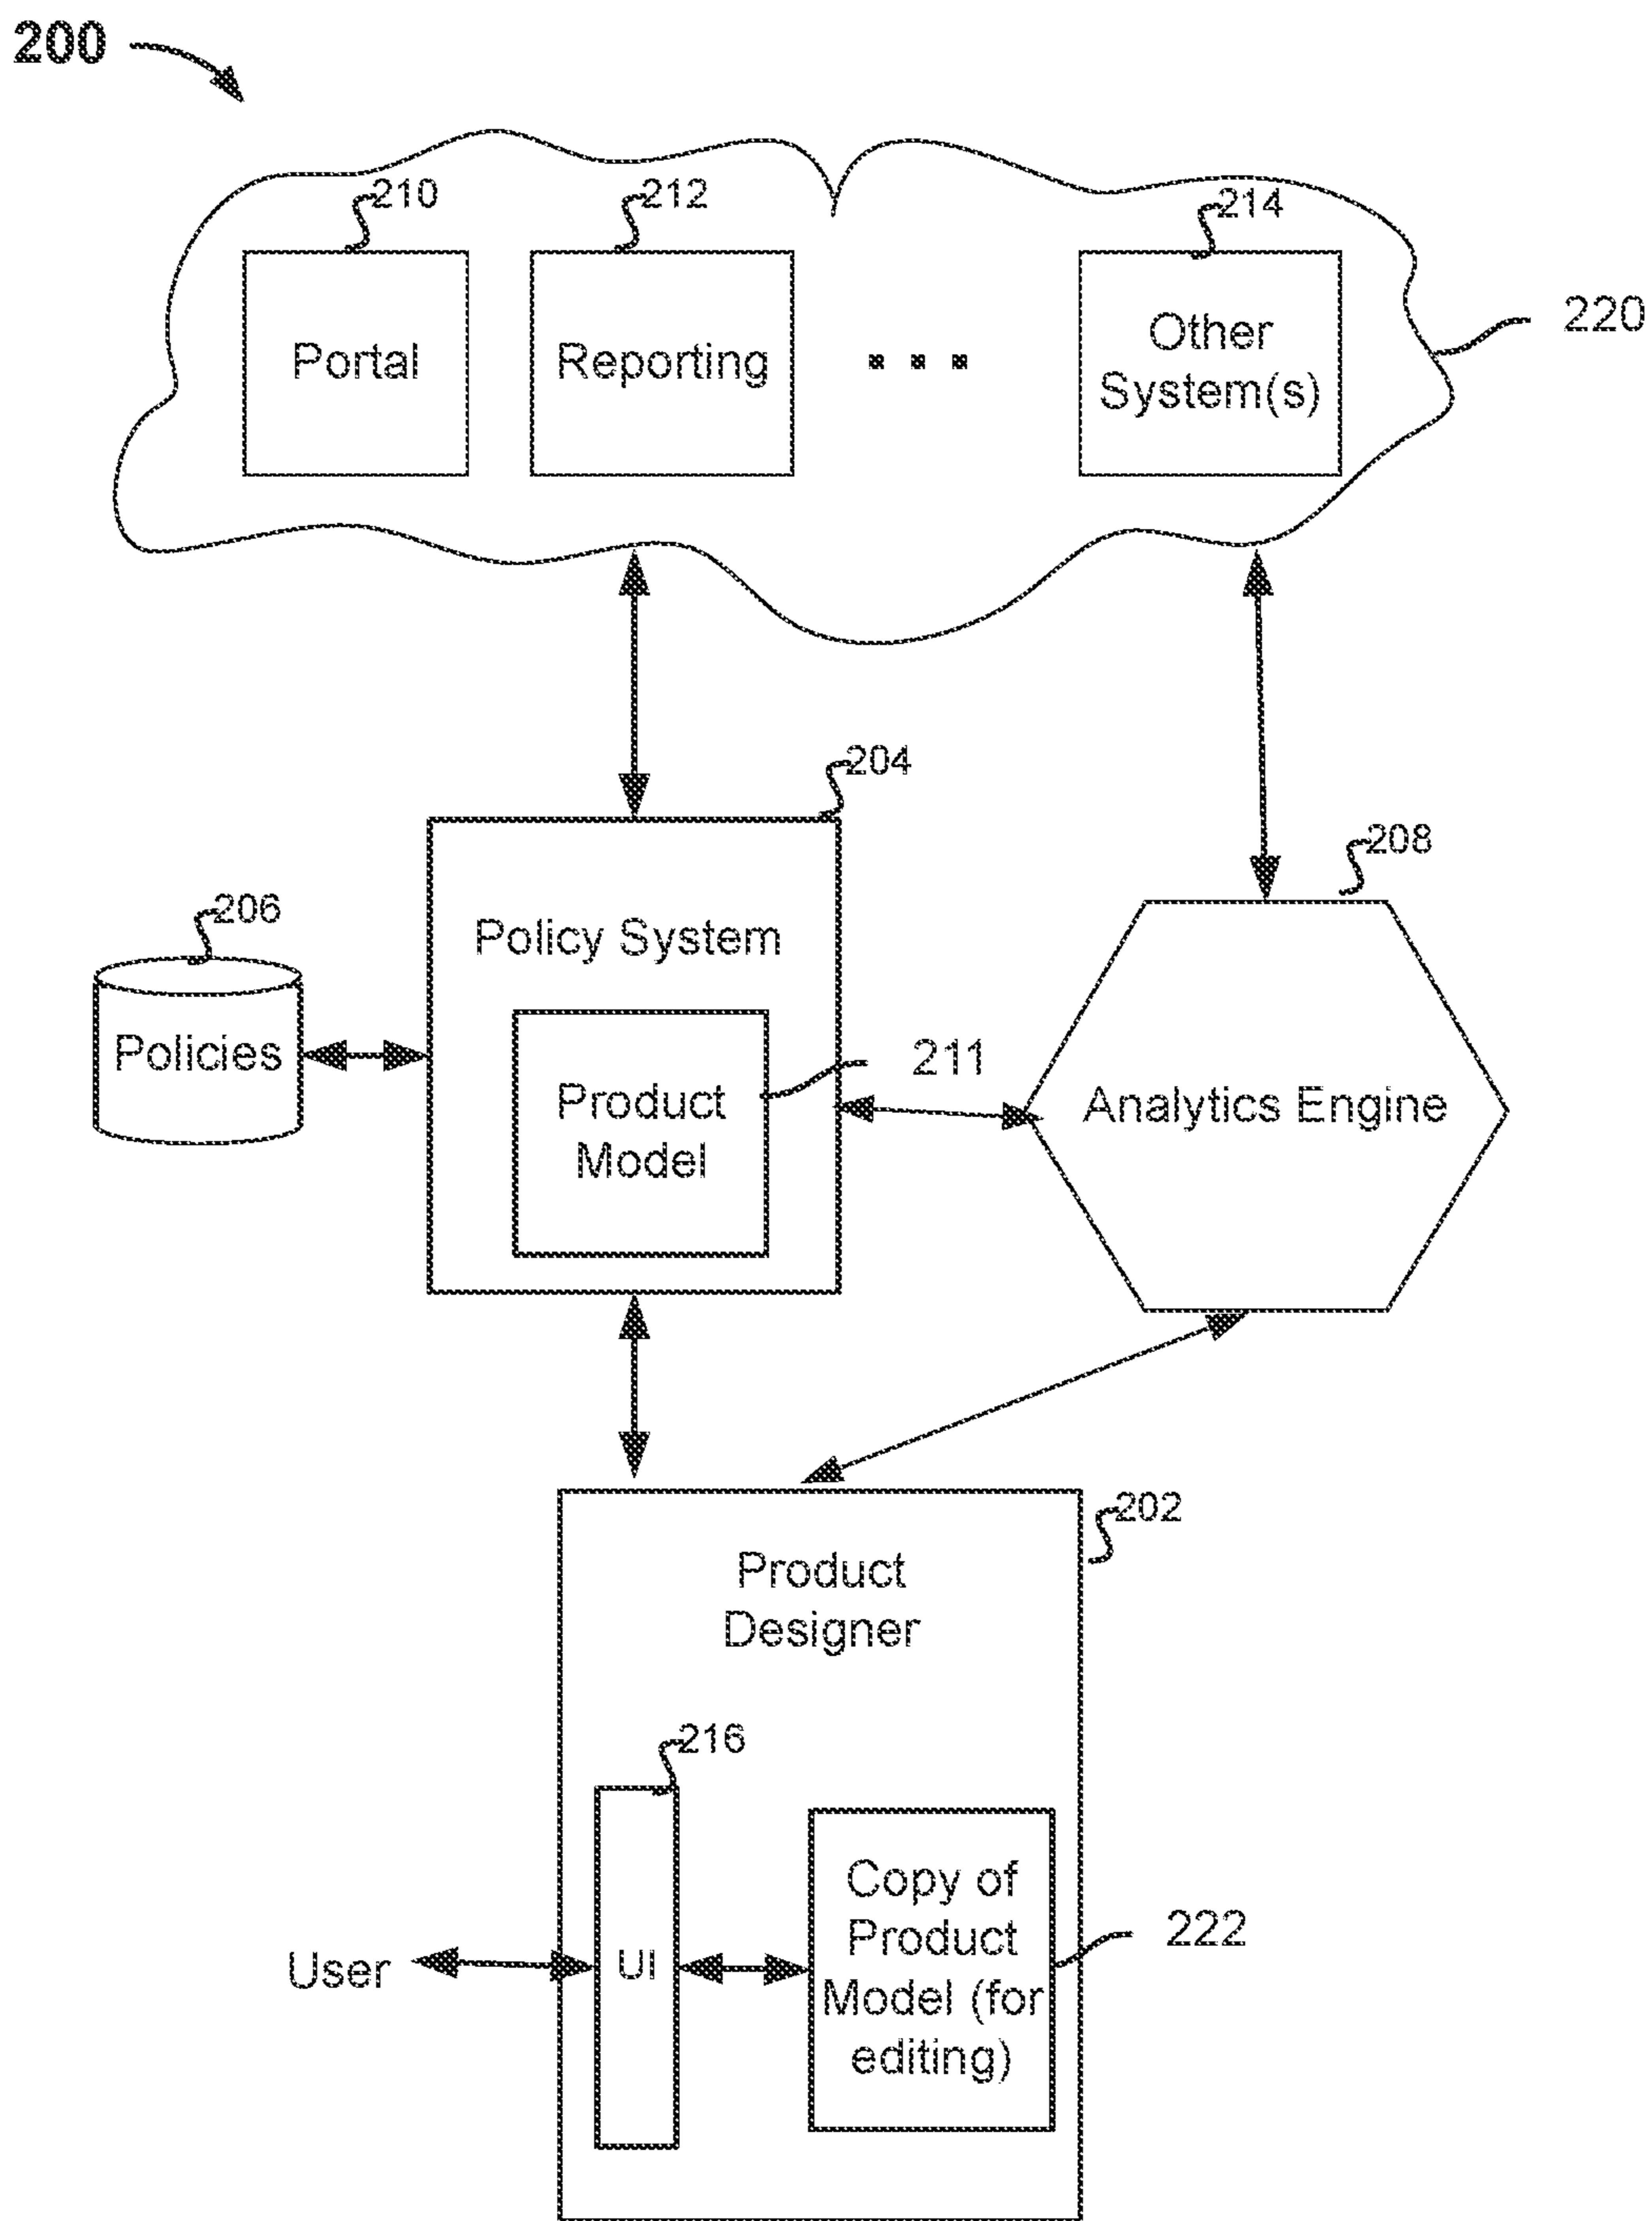 200
210
212
214
Portal
Reporting
Other
System(s)
220
204
208
206
Policy System
Policies
211
Product
Model
Analytics Engine
202
Product
Designer
216
Copy of
Product
Model (for
editing)
222
User
UI